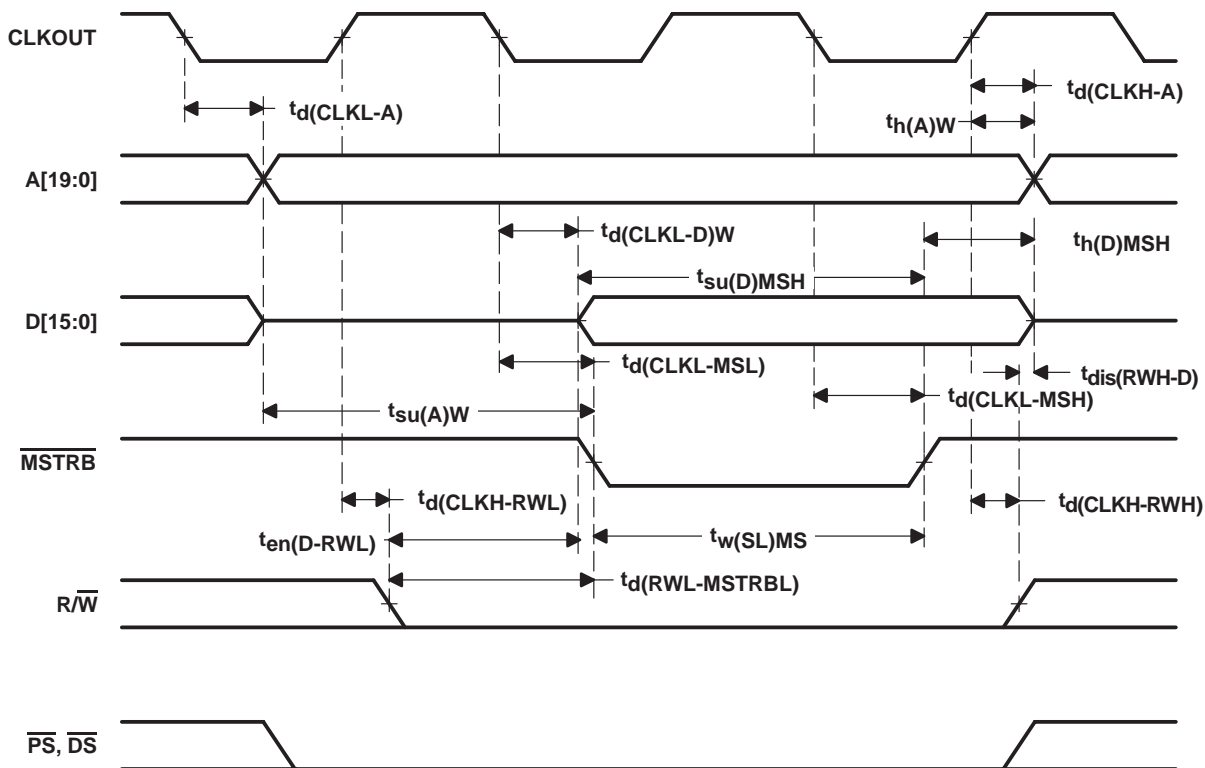 CLKOUT
td(CLKL-A)
td(CLKH-A)
th(A)W
A[19:0]
td(CLKL-D)W
th(D)MSH
tsu(D)MSH
D[15:0]
td(CLKL-MSL)
tdis(RWH-D)
tsu(A)W
td(CLKL-MSH)
MSTRB
td(CLKH-RWL)
td(CLKH-RWH)
ten(D-RWL)
tw(SL)MS
td(RWL-MSTRBL)
R/W
PS, DS